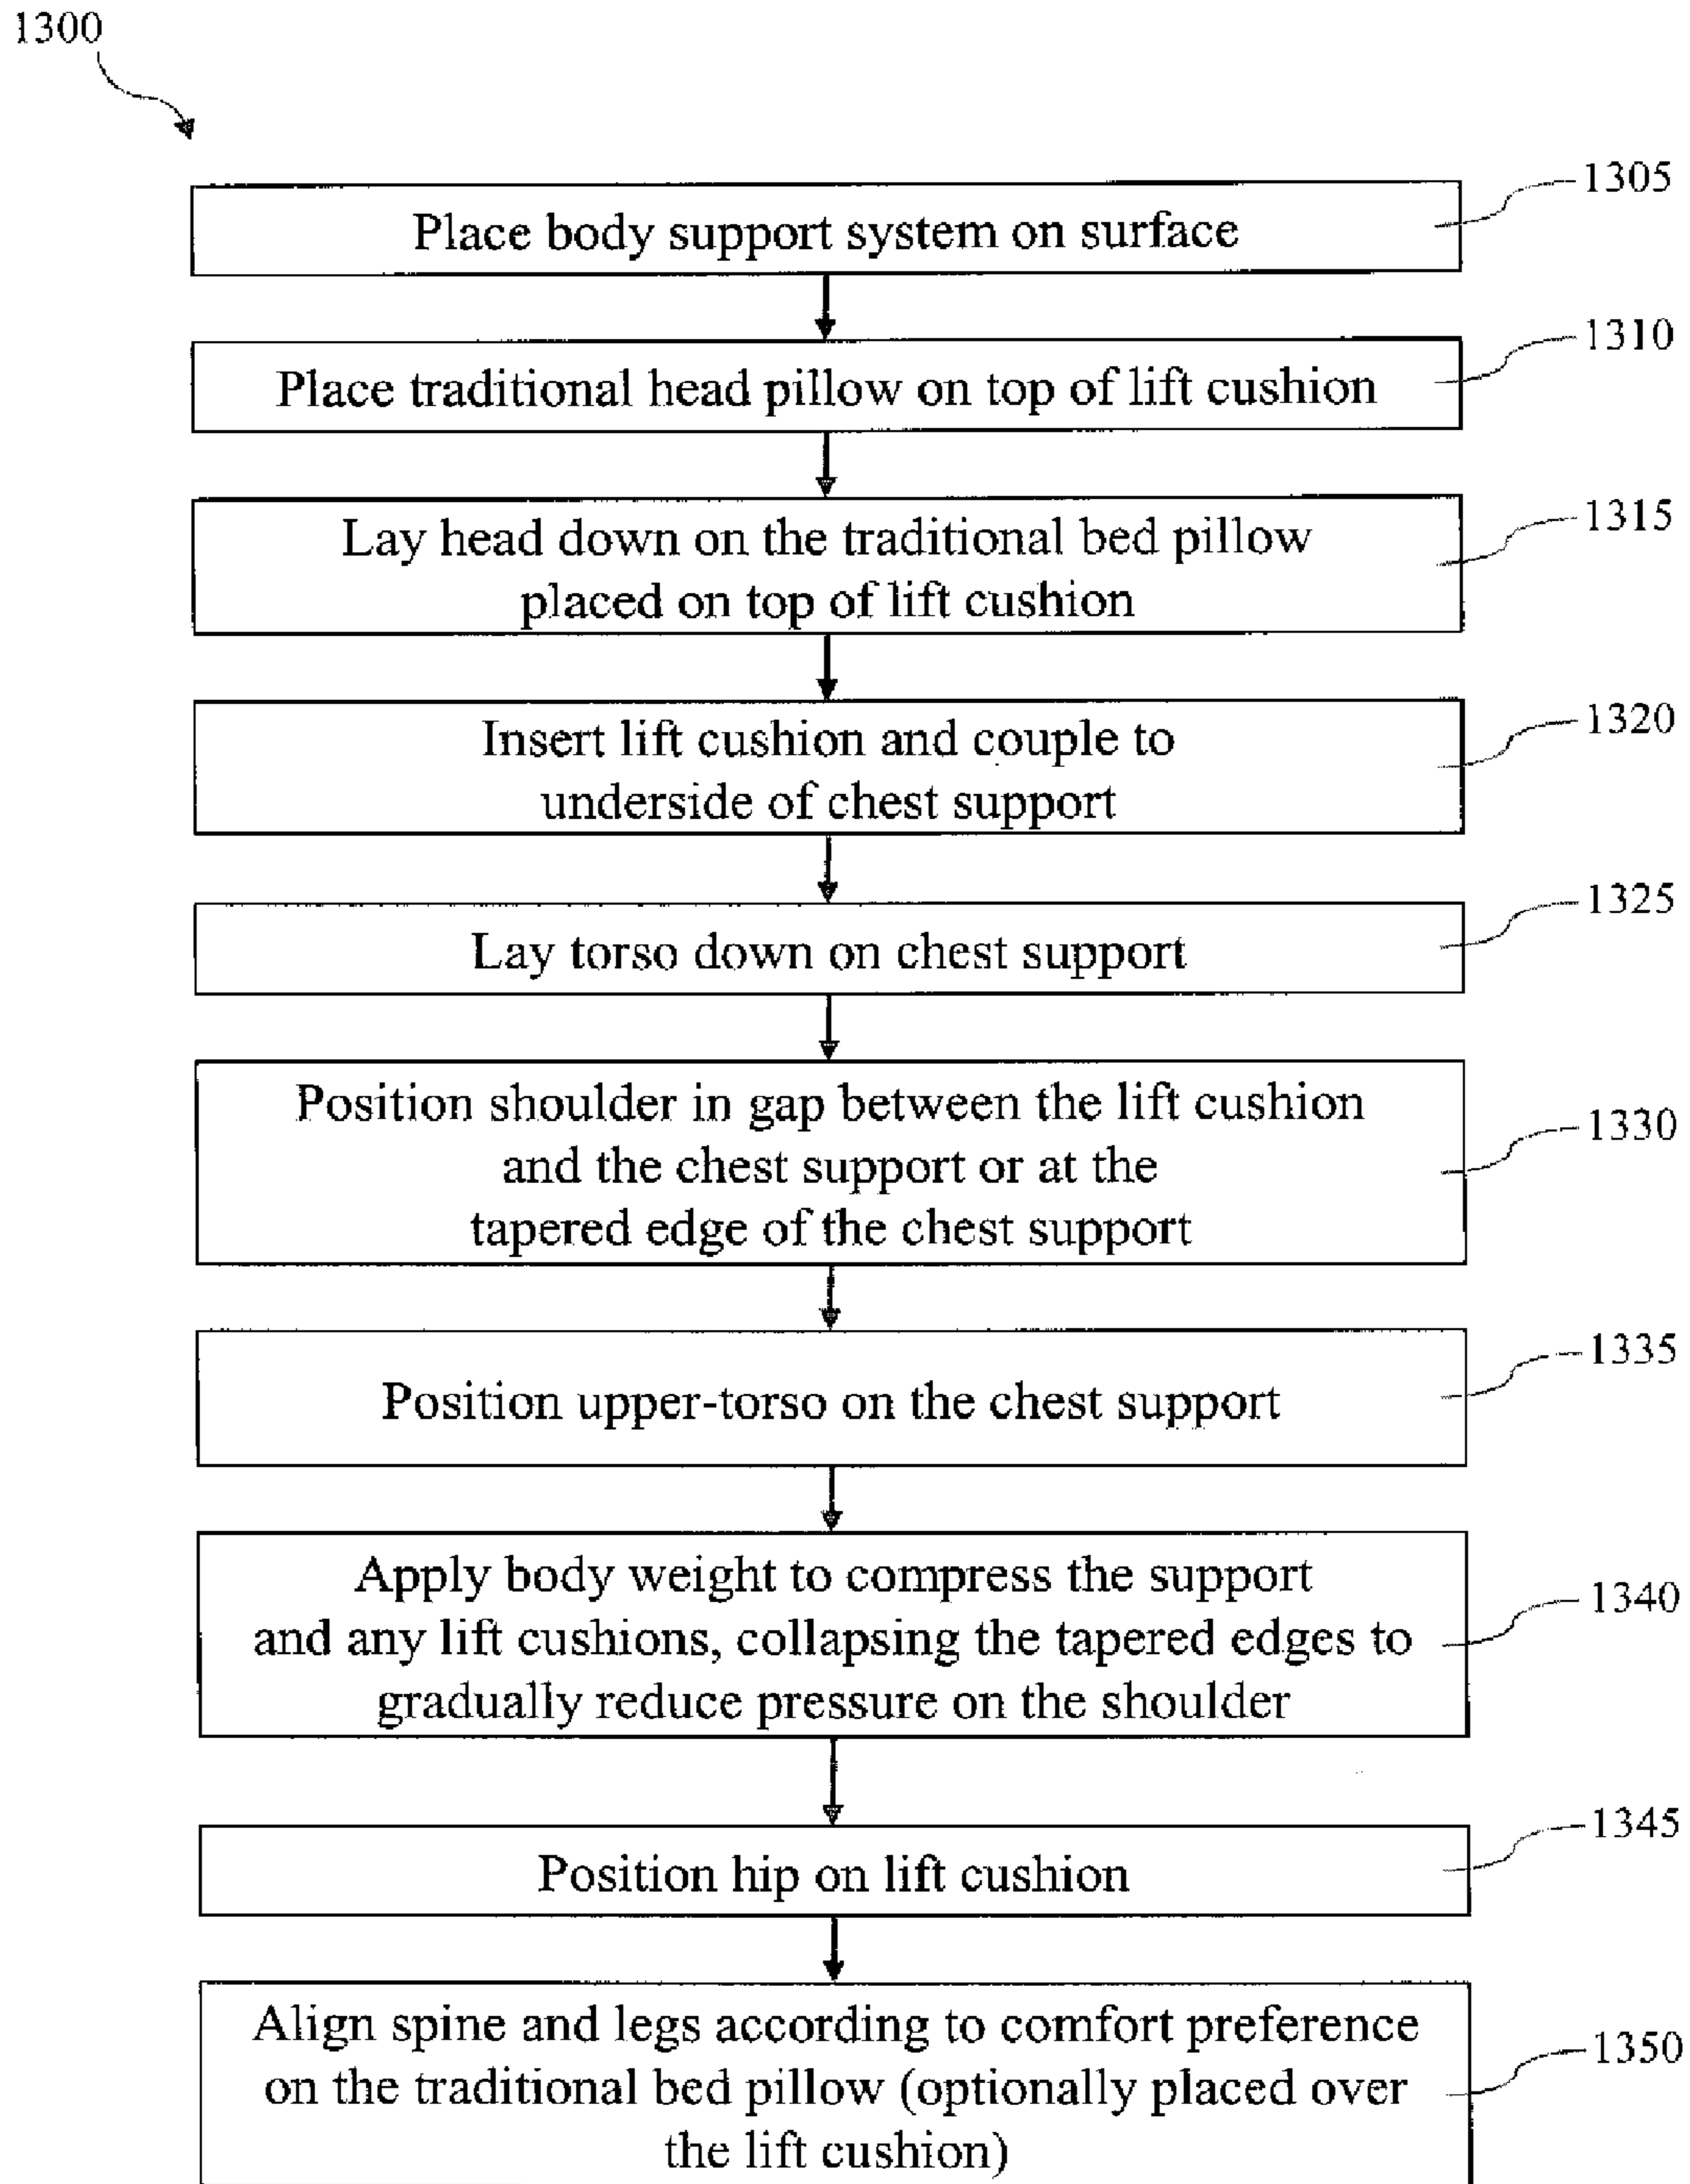 1300
Place body support system on surface
1305
Place traditional head pillow on top of lift cushion
1310
Lay head down on the traditional bed pillow
placed on top of lift cushion
1315
Insert lift cushion and couple to
underside of chest support
1320
Lay torso down on chest support
1325
Position shoulder in gap between the lift cushion
and the chest support or at the
tapered edge of the chest support
1330
Position upper-torso on the chest support
1335
Apply body weight to compress the support
and any lift cushions, collapsing the tapered edges to
gradually reduce pressure on the shoulder
1340
Position hip on lift cushion
1345
Align spine and legs according to comfort preference
on the traditional bed pillow (optionally placed over
the lift cushion)
1350